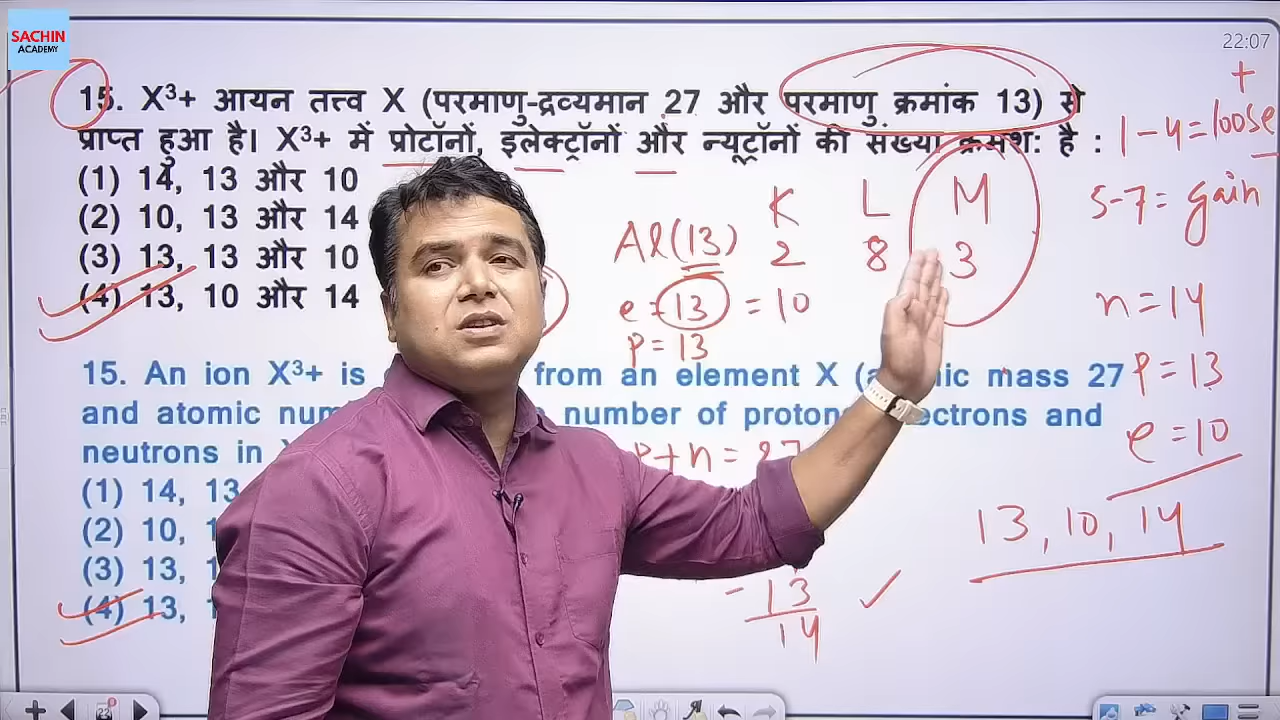 SACHIN
ACADEMY
22:07
15. X³+ आयन तत्त्व X (परमाणु-द्रव्यमान 27 और परमाणु क्रमांक 13) से
प्राप्त हुआ है। X³+ में प्रोटॉनों, इलेक्ट्रॉनों और न्यूट्रॉनों की संख्या क्रमश: है :
(1) 14, 13 और 10
(2) 10, 13 और 14
(3) 13, 13 और 10
(4) 13, 10 और 14
+
1-4=loose
5-7= gain
K L M
Al(13) 2 8 3
e=13 =10
p=13
n=14
p=13
e=10
15. An ion X³+ is from an element X mass 27
and atomic number of protons and
neutrons in
(1) 14, 13
(2) 10,
(3) 13,
(4) 13,
p+n=27
-13
14
13, 10, 14